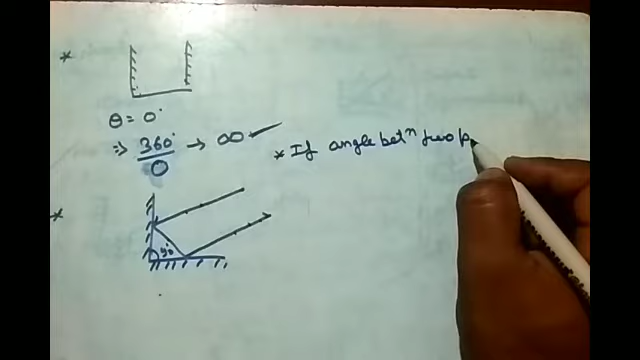 *
θ = 0°
⇒ 360° / 0 → ∞
* If angle betⁿ two p
*
90°